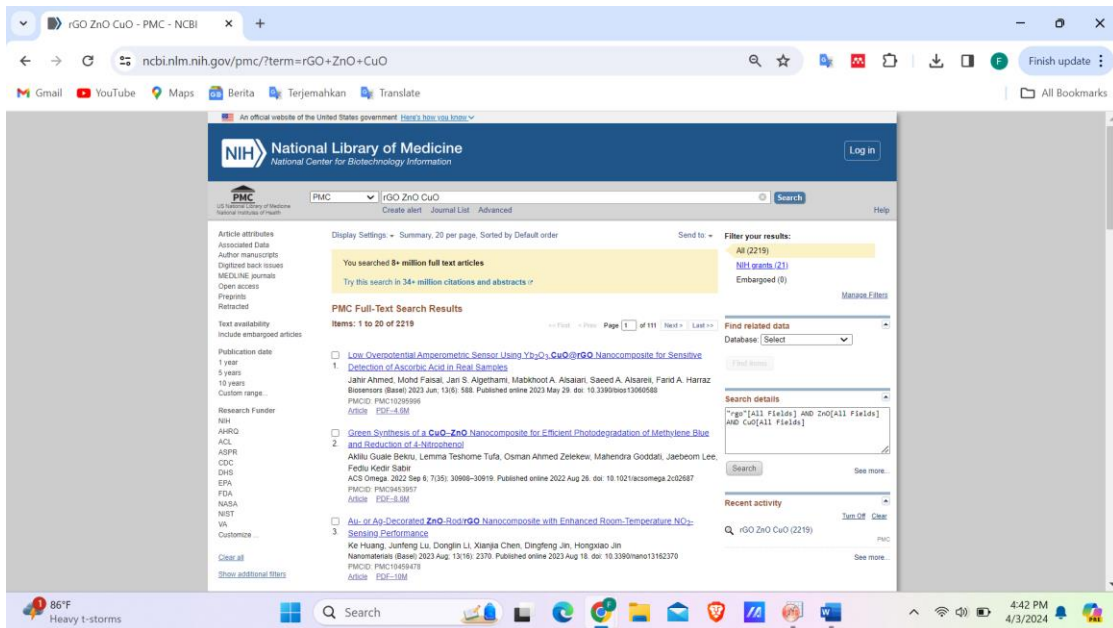 rGO ZnO CuO - PMC - NCBI
ncbi.nlm.nih.gov/pmc/?term=rGO+ZnO+CuO
F
Finish update
Gmail YouTube Maps Berita Terjemahkan Translate
All Bookmarks
An official website of the United States government Here's how you know
NIH National Library of Medicine
National Center for Biotechnology Information
Log in
PMC
US National Library of Medicine
National Institutes of Health
PMC
rGO ZnO CuO
Search
Create alert Journal List Advanced
Help
Article attributes
Associated Data
Author manuscripts
Digitized back issues
MEDLINE journals
Open access
Preprints
Retracted
Text availability
Include embargoed articles
Publication date
1 year
5 years
10 years
Custom range...
Research Funder
NIH
AHRQ
ACL
ASPR
CDC
DHS
EPA
FDA
NASA
NIST
VA
Customize ...
Clear all
Show additional filters
Display Settings: Summary, 20 per page, Sorted by Default order
Send to:
You searched 8+ million full text articles
Try this search in 34+ million citations and abstracts
PMC Full-Text Search Results
Items: 1 to 20 of 2219
<< First < Prev Page 1 of 111 Next > Last >>
Low Overpotential Amperometric Sensor Using Yb₂O₃.CuO@rGO Nanocomposite for Sensitive
1. Detection of Ascorbic Acid in Real Samples
Jahir Ahmed, Mohd Faisal, Jari S. Algethami, Mabkhoot A. Alsaiari, Saeed A. Alsareii, Farid A. Harraz
Biosensors (Basel) 2023 Jun; 13(6): 588. Published online 2023 May 29. doi: 10.3390/bios13060588
PMCID: PMC10295996
Article PDF–4.6M
Green Synthesis of a CuO–ZnO Nanocomposite for Efficient Photodegradation of Methylene Blue
2. and Reduction of 4-Nitrophenol
Aklilu Guale Bekru, Lemma Teshome Tufa, Osman Ahmed Zelekew, Mahendra Goddati, Jaebeom Lee,
Fedlu Kedir Sabir
ACS Omega. 2022 Sep 6; 7(35): 30908–30919. Published online 2022 Aug 26. doi: 10.1021/acsomega.2c02687
PMCID: PMC9453957
Article PDF–8.6M
Au- or Ag-Decorated ZnO-Rod/rGO Nanocomposite with Enhanced Room-Temperature NO₂-
3. Sensing Performance
Ke Huang, Junfeng Lu, Donglin Li, Xianjia Chen, Dingfeng Jin, Hongxiao Jin
Nanomaterials (Basel) 2023 Aug; 13(16): 2370. Published online 2023 Aug 18. doi: 10.3390/nano13162370
PMCID: PMC10459478
Article PDF–10M
Filter your results:
All (2219)
NIH grants (21)
Embargoed (0)
Manage Filters
Find related data
Database: Select
Find items
Search details
"rgo"[All Fields] AND ZnO[All Fields]
AND CuO[All Fields]
Search
See more...
Recent activity
Turn Off Clear
rGO ZnO CuO (2219)
PMC
See more...
1
86°F
Heavy t-storms
Search
4:42 PM
4/3/2024
PRE